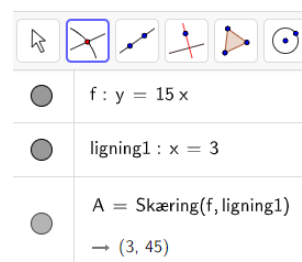 f : y = 15 x
ligning1 : x = 3
A = Skæring(f, ligning1)
→ (3, 45)